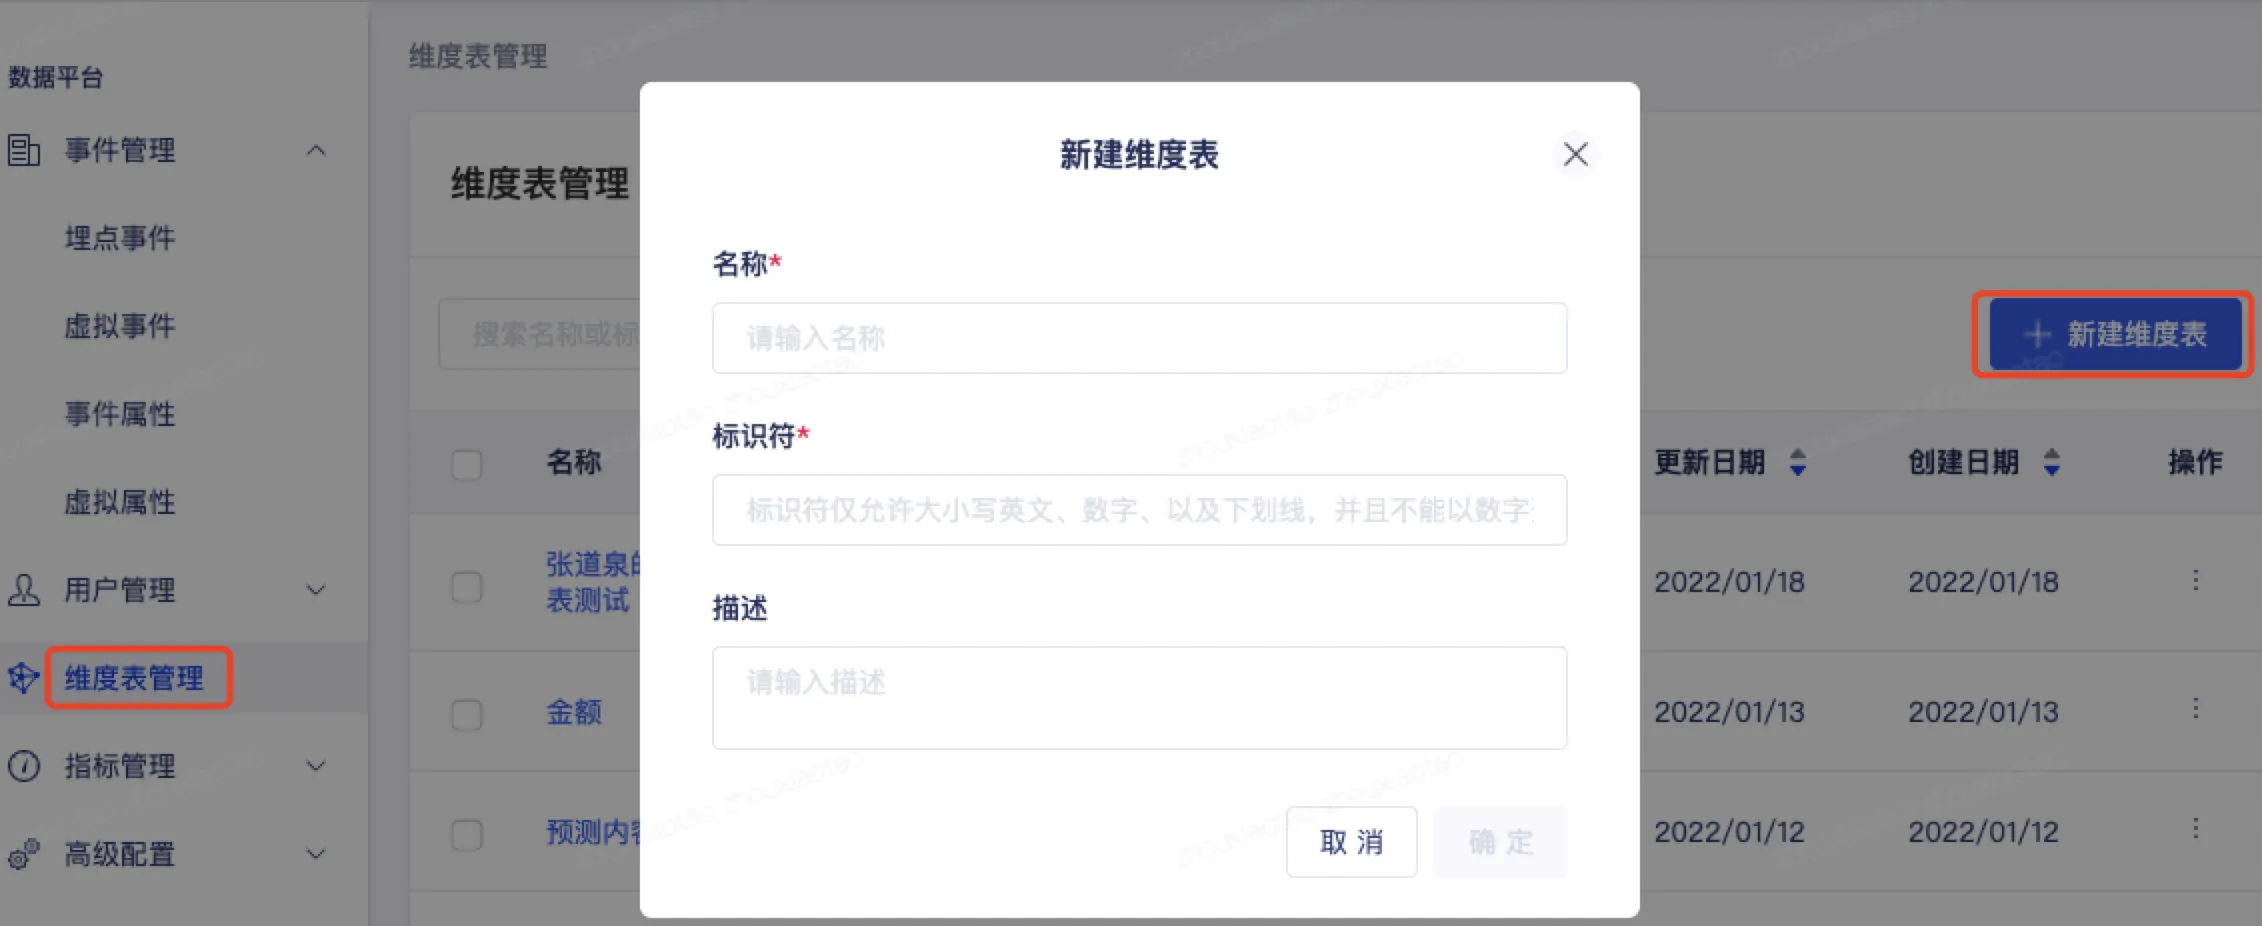 数据平台
事件管理
埋点事件
虚拟事件
事件属性
虚拟属性
用户管理
维度表管理
指标管理
高级配置
维度表管理
维度表管理
搜索名称或标
新建维度表
名称
更新日期
创建日期
操作
张道泉的
表测试
2022/01/18
2022/01/18
金额
2022/01/13
2022/01/13
预测内容
2022/01/12
2022/01/12
新建维度表
名称*
请输入名称
标识符*
标识符仅允许大小写英文、数字、以及下划线，并且不能以数字
描述
请输入描述
取 消
确 定
zhouxiaotao zhouxiaotao
zhouxiaotao zhouxiaotao
zhouxiaotao zhouxiaotao
zhouxiaotao zhouxiaotao